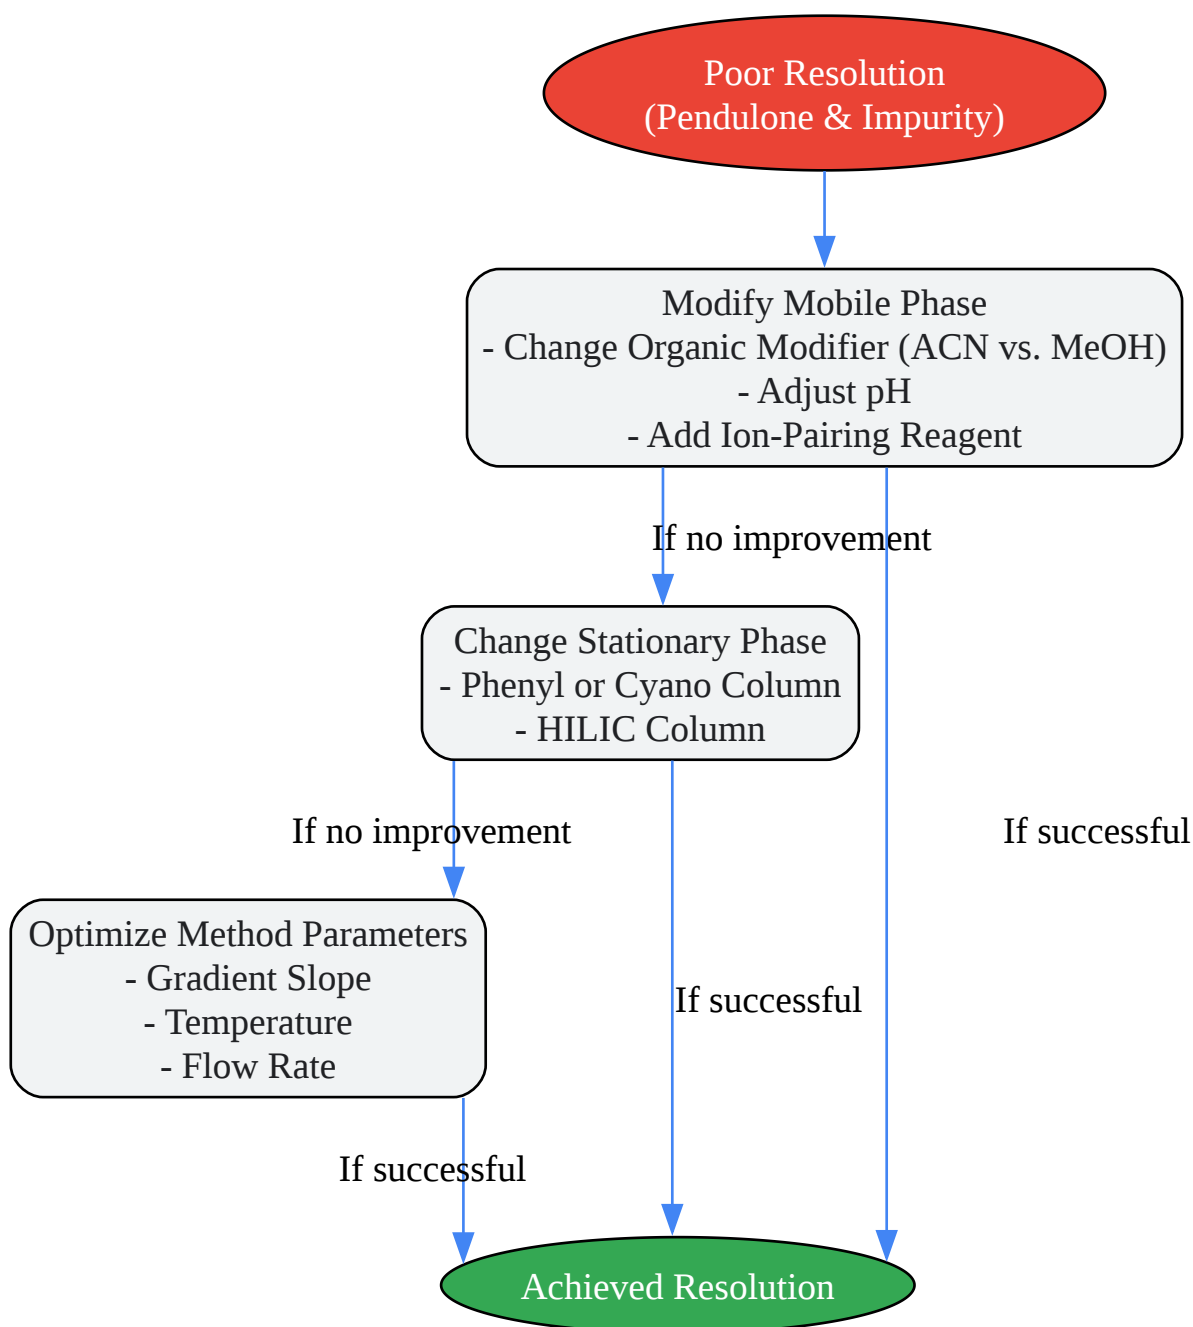 Poor Resolution
(Pendulone & Impurity)
Modify Mobile Phase
- Change Organic Modifier (ACN vs. MeOH)
- Adjust pH
- Add Ion-Pairing Reagent
If no improvement
Change Stationary Phase
- Phenyl or Cyano Column
- HILIC Column
If no improvement
If successful
Optimize Method Parameters
- Gradient Slope
- Temperature
- Flow Rate
If successful
If successful
Achieved Resolution